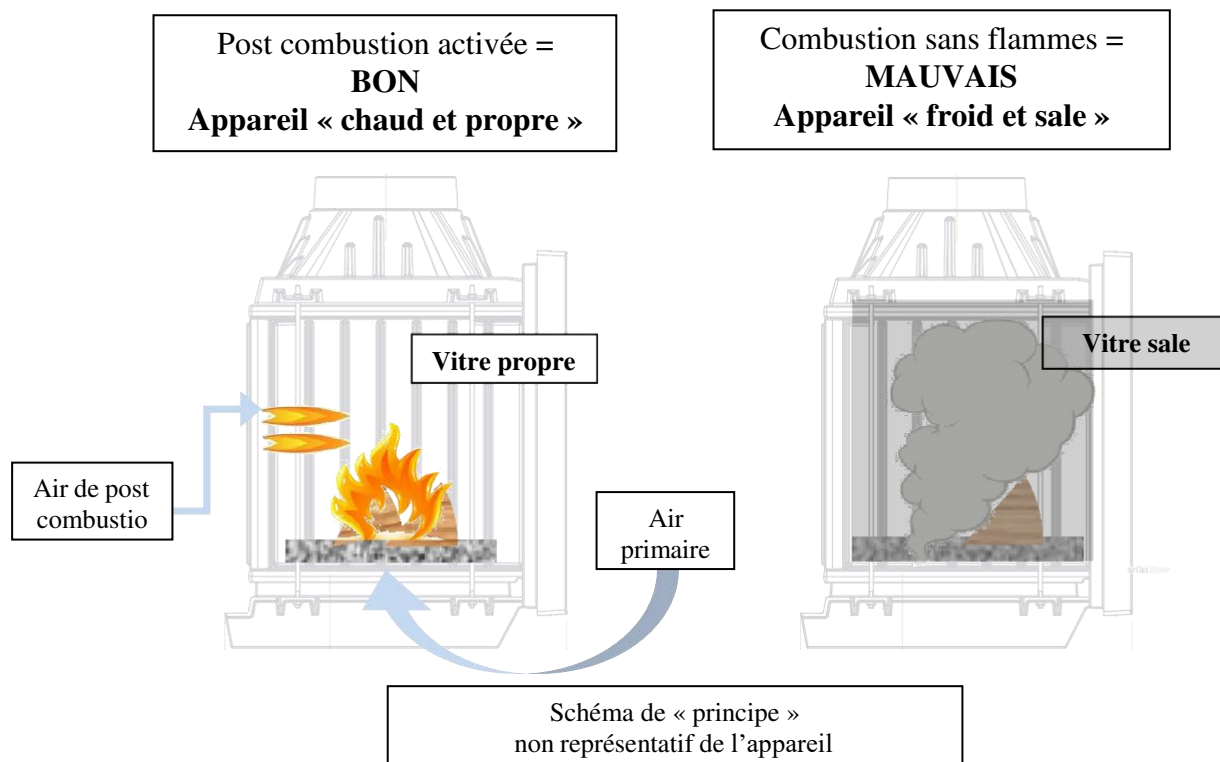 Post combustion activée =
BON
Appareil « chaud et propre »
Combustion sans flammes =
MAUVAIS
Appareil « froid et sale »
Vitre propre
Vitre sale
Air de post
combustio
Air
primaire
Schéma de « principe »
non représentatif de l’appareil